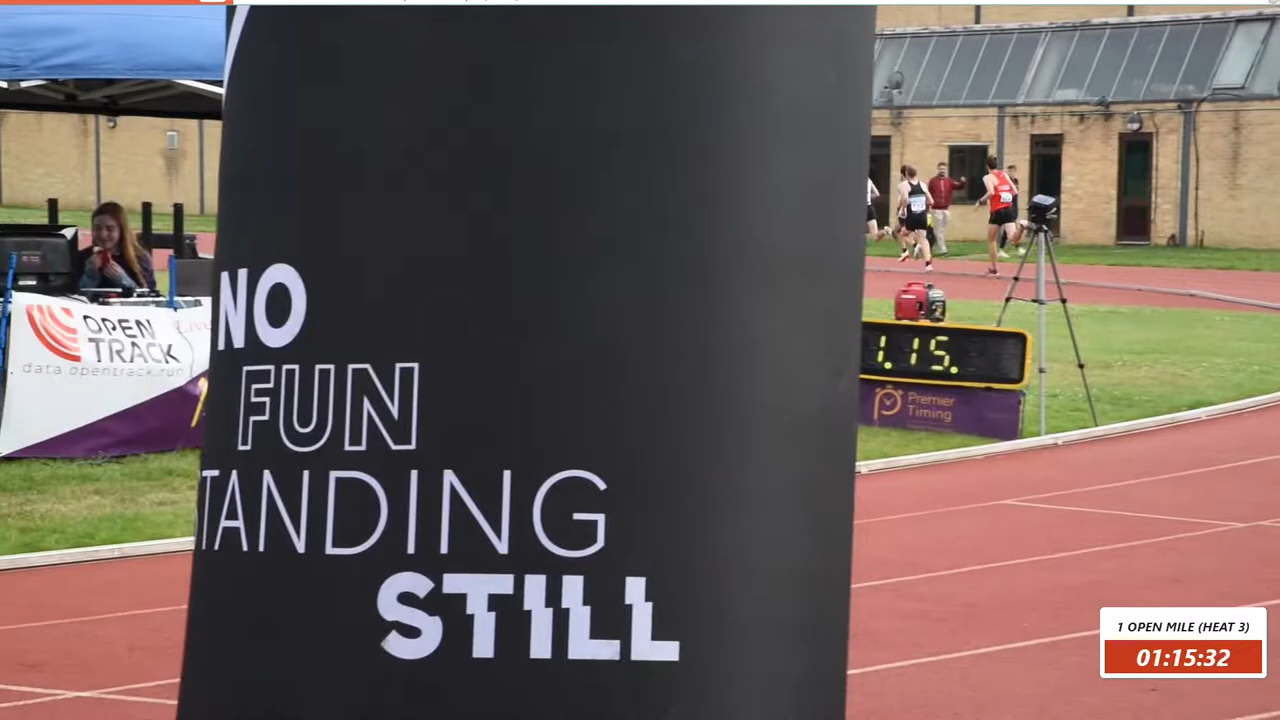 NO
FUN
TANDING
STILL
OPEN
TRACK
data.opentrack.run
1.15.
Premier
Timing
1 OPEN MILE (HEAT 3)
01:15:32